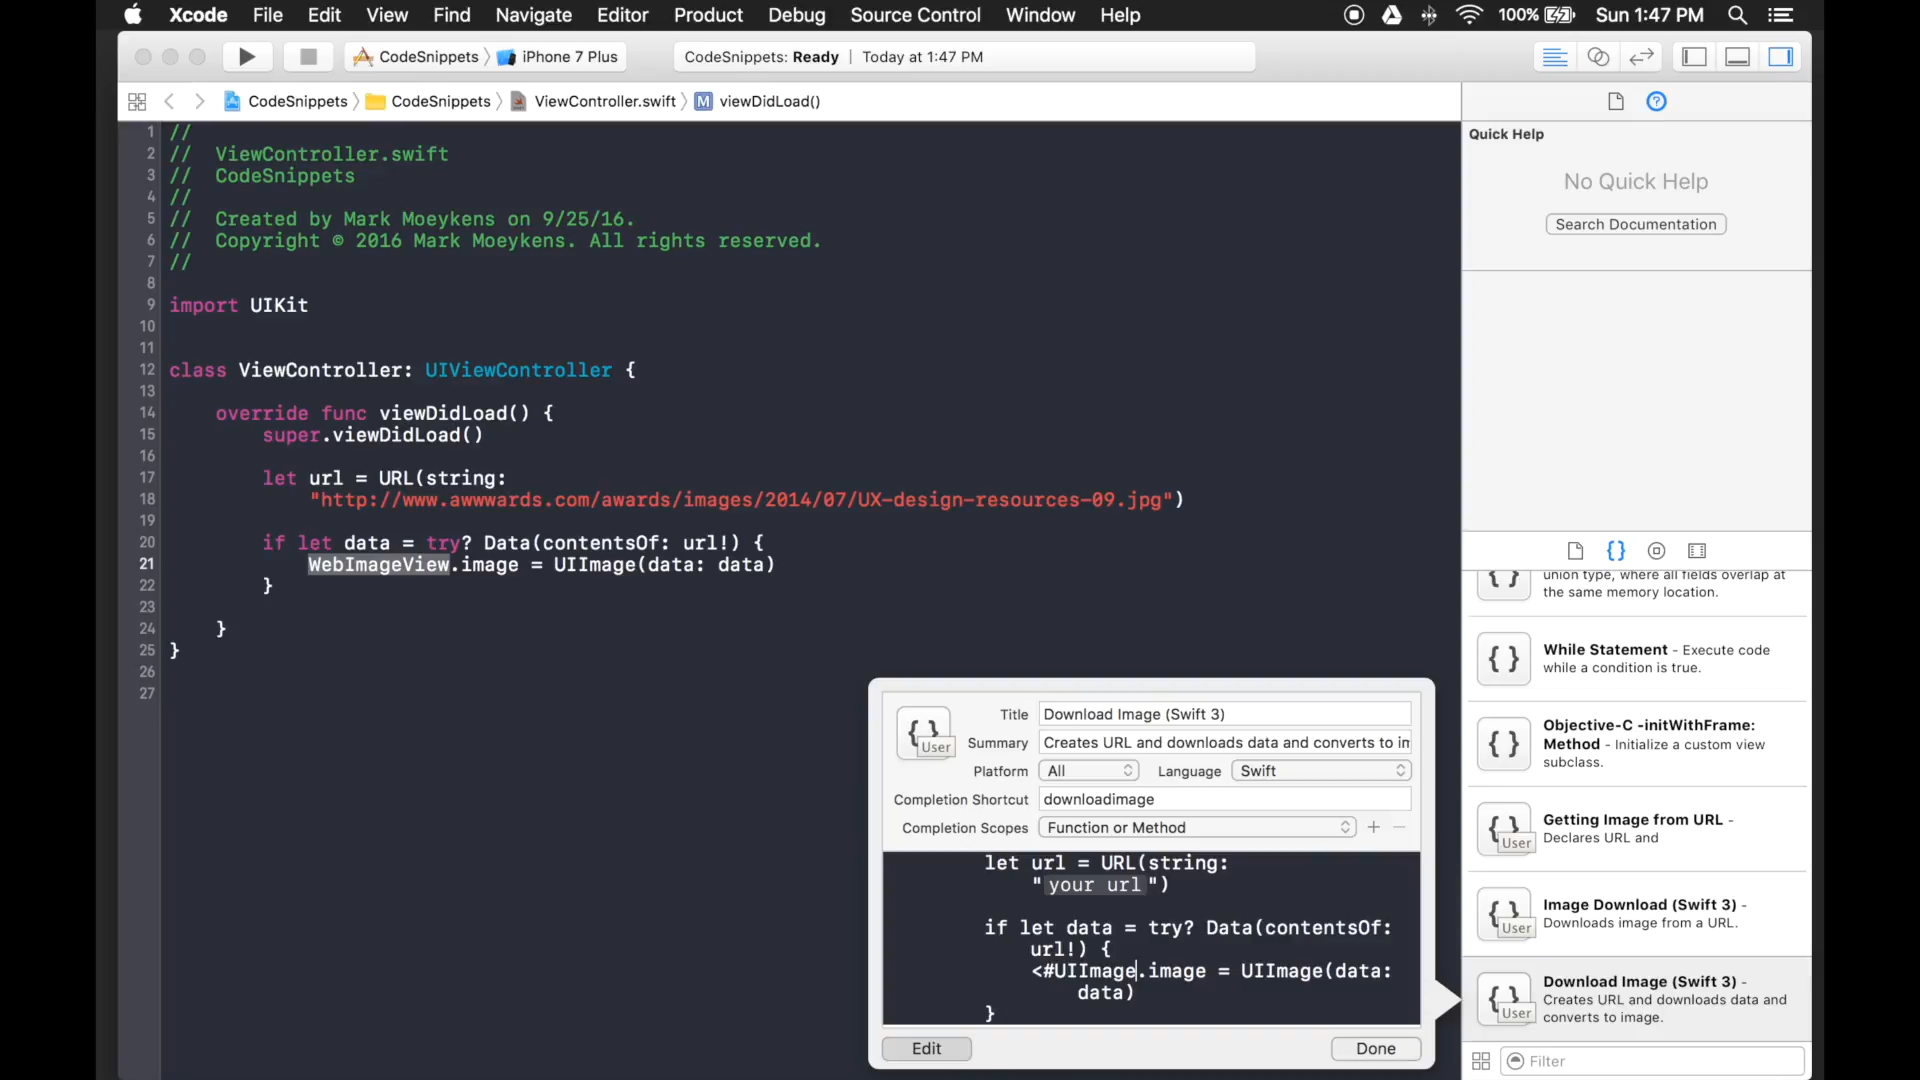 Xcode File Edit View Find Navigate Editor Product Debug Source Control Window Help 100% Sun 1:47 PM
CodeSnippets iPhone 7 Plus CodeSnippets: Ready Today at 1:47 PM
CodeSnippets CodeSnippets ViewController.swift M viewDidLoad()
1 //
2 // ViewController.swift
3 // CodeSnippets
4 //
5 // Created by Mark Moeykens on 9/25/16.
6 // Copyright © 2016 Mark Moeykens. All rights reserved.
7 //
8
9 import UIKit
10
11
12 class ViewController: UIViewController {
13
14 override func viewDidLoad() {
15 super.viewDidLoad()
16
17 let url = URL(string:
18 "http://www.awwwards.com/awards/images/2014/07/UX-design-resources-09.jpg")
19
20 if let data = try? Data(contentsOf: url!) {
21 WebImageView.image = UIImage(data: data)
22 }
23
24 }
25 }
26
27
Title Download Image (Swift 3)
User
Summary Creates URL and downloads data and converts to im
Platform All Language Swift
Completion Shortcut downloadimage
Completion Scopes Function or Method + −
let url = URL(string:
"your url")
if let data = try? Data(contentsOf:
url!) {
<#UIImage.image = UIImage(data:
data)
}
Edit Done
Quick Help
No Quick Help
Search Documentation
{ }
union type, where all fields overlap at
the same memory location.
{ }
While Statement - Execute code
while a condition is true.
{ }
Objective-C -initWithFrame:
Method - Initialize a custom view
subclass.
{ } User
Getting Image from URL -
Declares URL and
{ } User
Image Download (Swift 3) -
Downloads image from a URL.
{ } User
Download Image (Swift 3) -
Creates URL and downloads data and
converts to image.
Filter